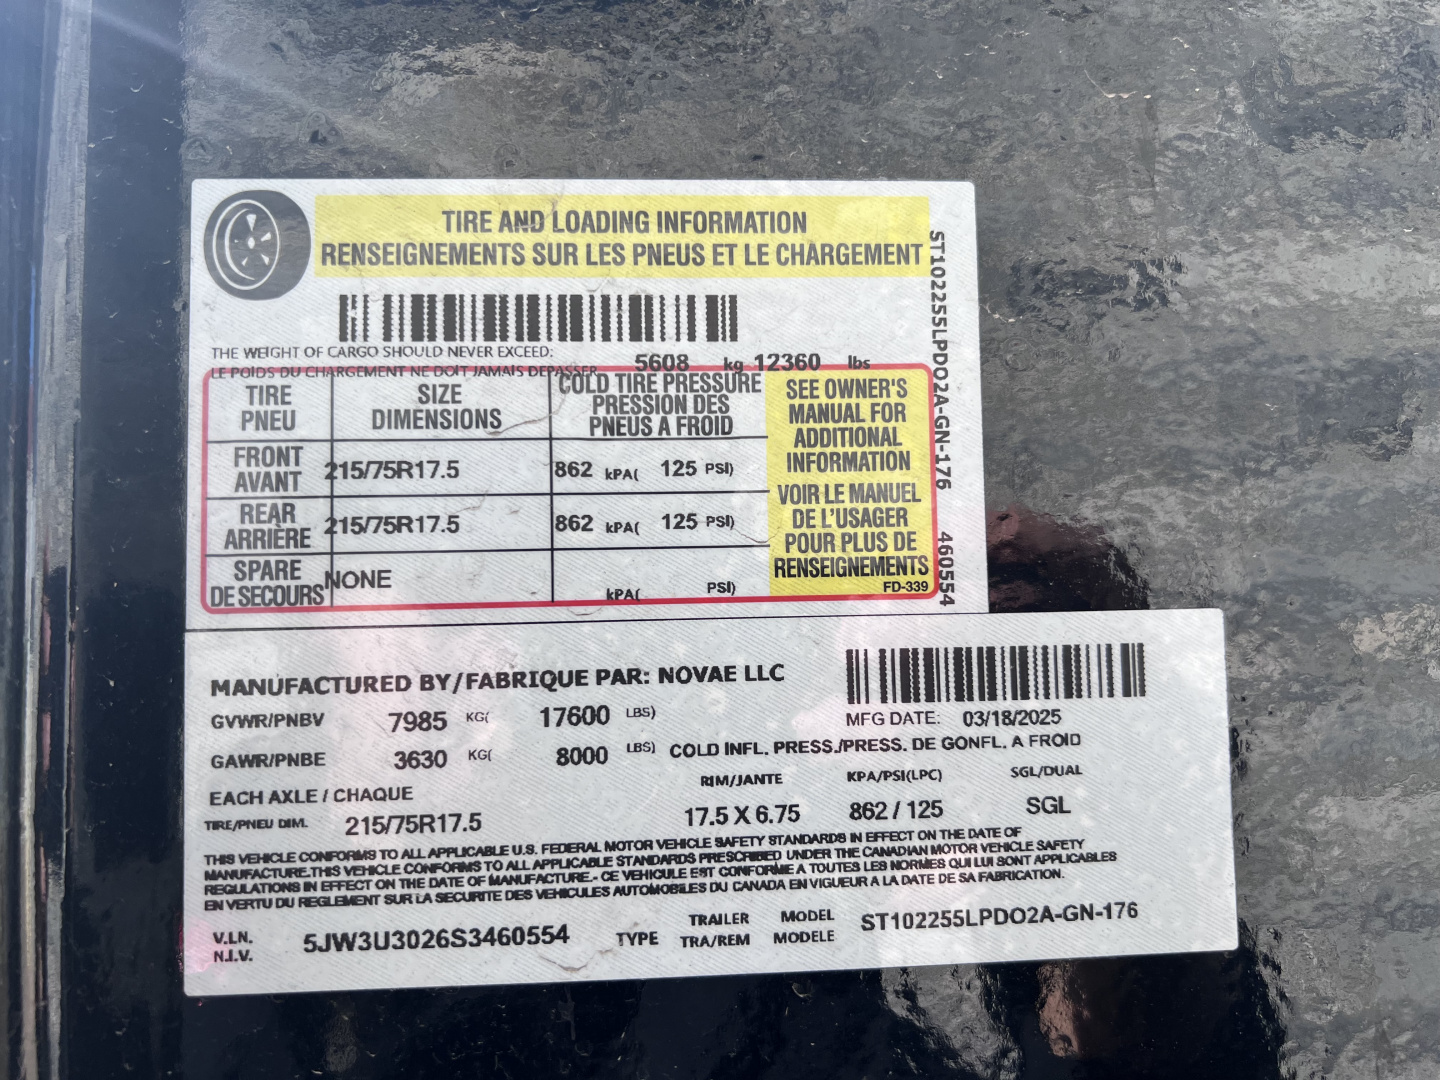 TIRE AND LOADING INFORMATION
RENSEIGNEMENTS SUR LES PNEUS ET LE CHARGEMENT
THE WEIGHT OF CARGO SHOULD NEVER EXCEED:
LE POIDS DU CHARGEMENT NE DOIT JAMAIS DEPASSER
5608 kg 12360 lbs
TIRE
PNEU
SIZE
DIMENSIONS
COLD TIRE PRESSURE
PRESSION DES
PNEUS A FROID
FRONT
AVANT
215/75R17.5
862 kPA( 125 PSI)
REAR
ARRIÈRE
215/75R17.5
862 kPA( 125 PSI)
SPARE
DE SECOURS
NONE
kPA( PSI)
SEE OWNER'S
MANUAL FOR
ADDITIONAL
INFORMATION
VOIR LE MANUEL
DE L'USAGER
POUR PLUS DE
RENSEIGNEMENTS
FD-339
ST102255LPDO2A-GN-176 460554
MANUFACTURED BY/FABRIQUE PAR: NOVAE LLC
GVWR/PNBV 7985 KG( 17600 LBS)
MFG DATE: 03/18/2025
GAWR/PNBE 3630 KG( 8000 LBS) COLD INFL. PRESS./PRESS. DE GONFL. A FROID
EACH AXLE / CHAQUE
RIM/JANTE KPA/PSI(LPC) SGL/DUAL
TIRE/PNEU DIM. 215/75R17.5 17.5 X 6.75 862 / 125 SGL
THIS VEHICLE CONFORMS TO ALL APPLICABLE U.S. FEDERAL MOTOR VEHICLE SAFETY STANDARDS IN EFFECT ON THE DATE OF
MANUFACTURE.THIS VEHICLE CONFORMS TO ALL APPLICABLE STANDARDS PRESCRIBED UNDER THE CANADIAN MOTOR VEHICLE SAFETY
REGULATIONS IN EFFECT ON THE DATE OF MANUFACTURE.- CE VEHICULE EST CONFORME A TOUTES LES NORMES QUI LUI SONT APPLICABLES
EN VERTU DU REGLEMENT SUR LA SECURITE DES VEHICULES AUTOMOBILES DU CANADA EN VIGUEUR A LA DATE DE SA FABRICATION.
V.I.N.
N.I.V.
5JW3U3026S3460554
TYPE
TRAILER
TRA/REM
MODEL
MODELE
ST102255LPDO2A-GN-176